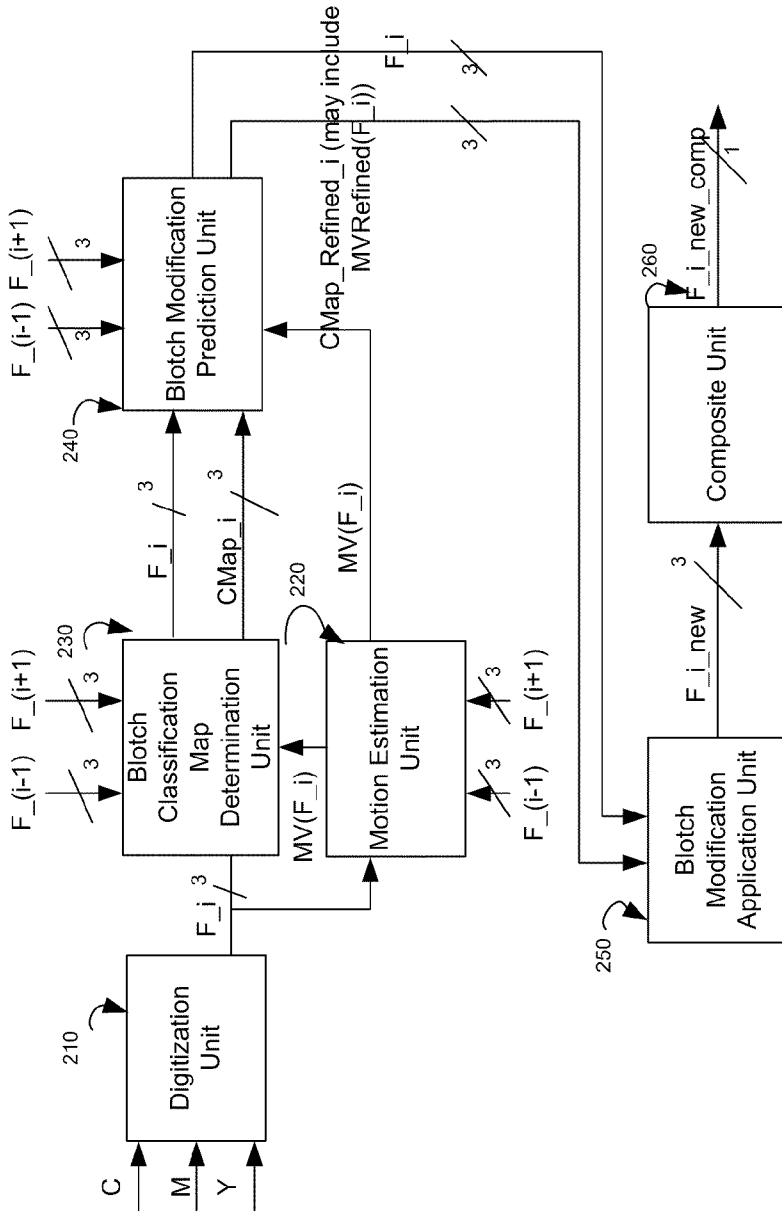 C
M
Y
210
Digitization
Unit
F_i
3
F_(i-1)
3
F_(i+1)
3
230
Blotch
Classification
Map
Determination
Unit
MV(F_i)
220
Motion Estimation
Unit
3
F_(i-1)
3
F_(i+1)
F_i
3
CMap_i
3
MV(F_i)
240
F_(i-1)
3
F_(i+1)
3
Blotch Modification
Prediction Unit
CMap_Refined_i (may include
MVRefined(F_i))
3
F_i
3
250
Blotch
Modification
Application Unit
F_i_new
3
260
Composite Unit
F_i_new_comp
1